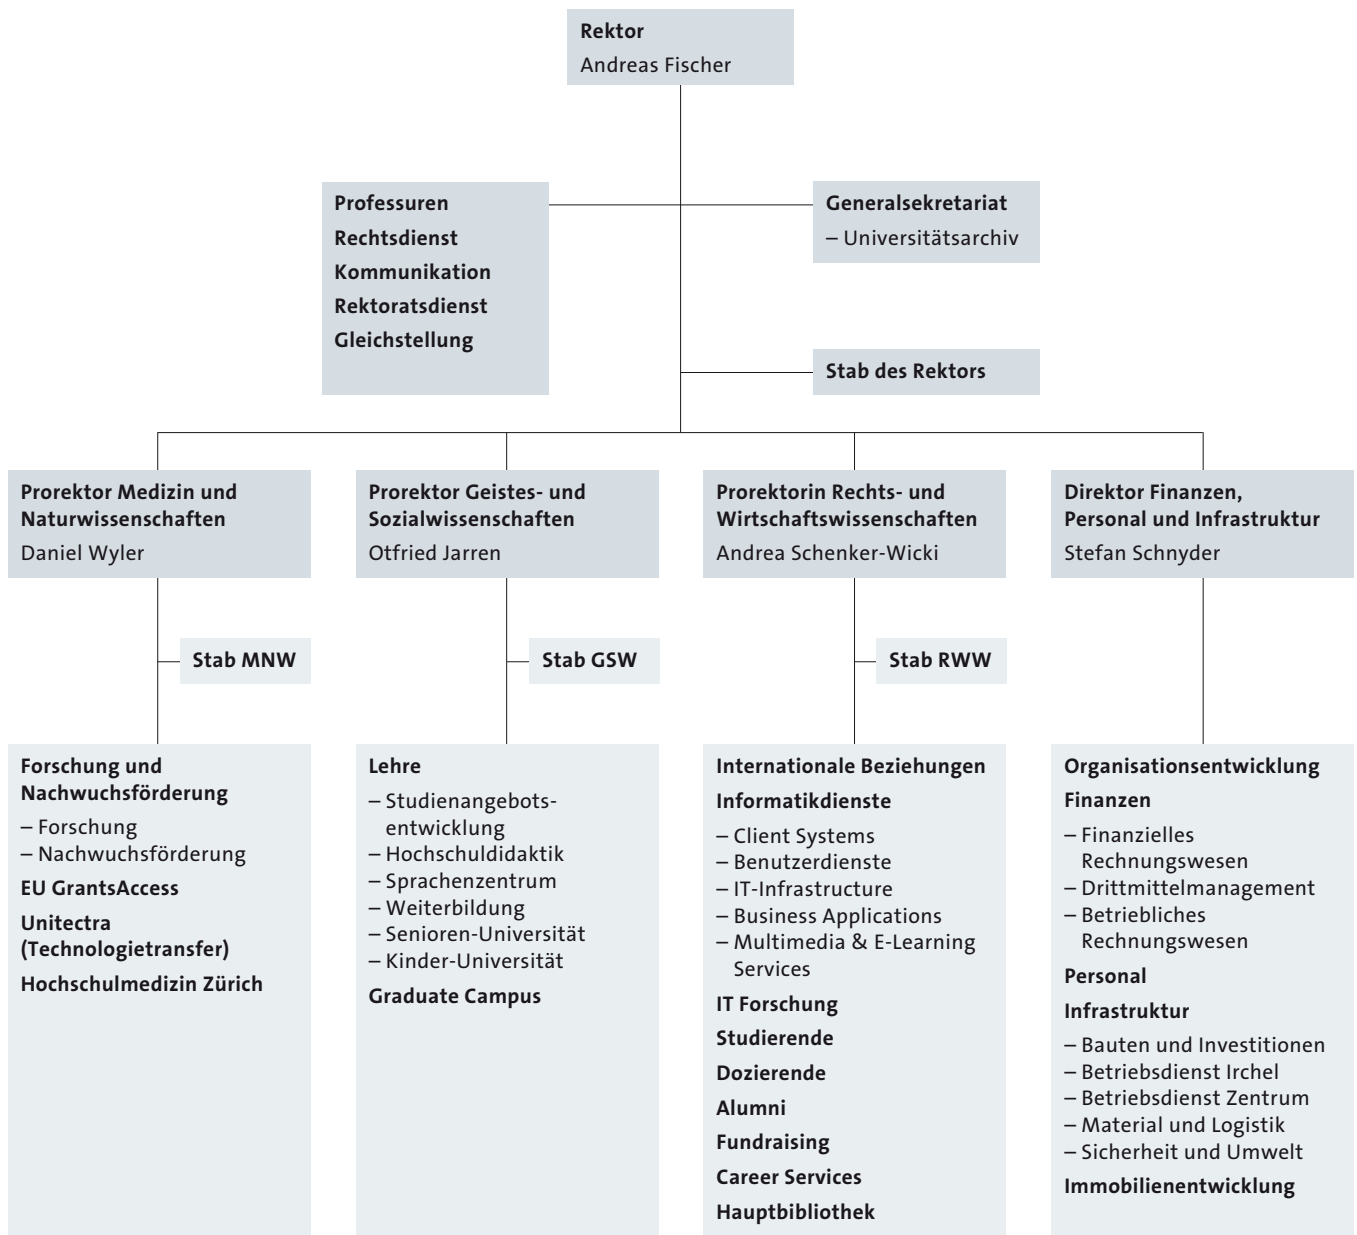 Rektor
Andreas Fischer
Professuren
Rechtsdienst
Kommunikation
Rektoratsdienst
Gleichstellung
Generalsekretariat
– Universitätsarchiv
Stab des Rektors
Prorektor Medizin und
Naturwissenschaften
Daniel Wyler
Prorektor Geistes- und
Sozialwissenschaften
Otfried Jarren
Prorektorin Rechts- und
Wirtschaftswissenschaften
Andrea Schenker-Wicki
Direktor Finanzen,
Personal und Infrastruktur
Stefan Schnyder
Stab MNW
Stab GSW
Stab RWW
Forschung und
Nachwuchsförderung
– Forschung
– Nachwuchsförderung
EU GrantsAccess
Unitectra
(Technologietransfer)
Hochschulmedizin Zürich
Lehre
– Studienangebots-
entwicklung
– Hochschuldidaktik
– Sprachenzentrum
– Weiterbildung
– Senioren-Universität
– Kinder-Universität
Graduate Campus
Internationale Beziehungen
Informatikdienste
– Client Systems
– Benutzerdienste
– IT-Infrastructure
– Business Applications
– Multimedia & E-Learning
Services
IT Forschung
Studierende
Dozierende
Alumni
Fundraising
Career Services
Hauptbibliothek
Organisationsentwicklung
Finanzen
– Finanzielles
Rechnungswesen
– Drittmittelmanagement
– Betriebliches
Rechnungswesen
Personal
Infrastruktur
– Bauten und Investitionen
– Betriebsdienst Irchel
– Betriebsdienst Zentrum
– Material und Logistik
– Sicherheit und Umwelt
Immobilienentwicklung